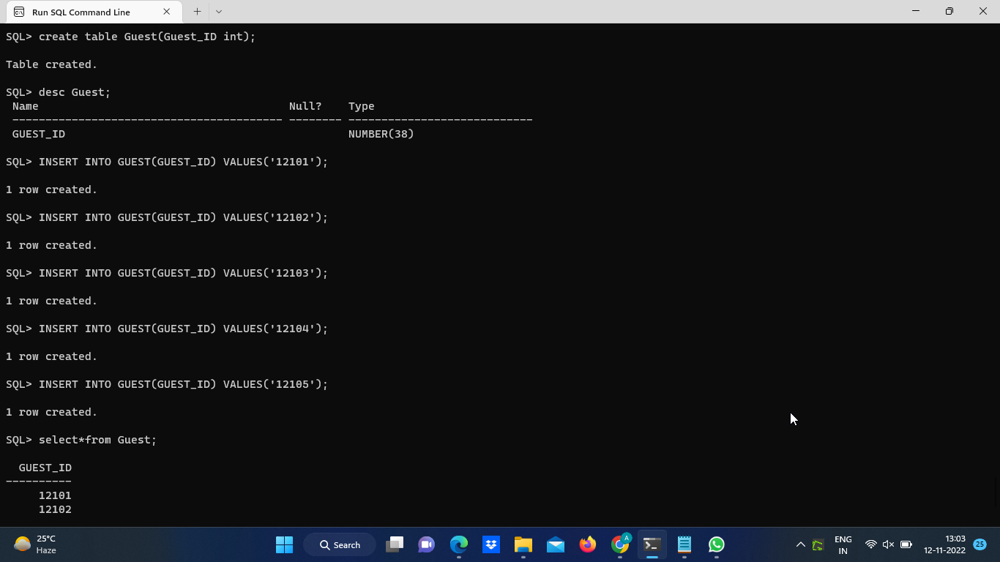 Run SQL Command Line
SQL> create table Guest(Guest_ID int);
Table created.
SQL> desc Guest;
Name Null? Type
----------------------------------------- -------- ----------------------------
GUEST_ID NUMBER(38)
SQL> INSERT INTO GUEST(GUEST_ID) VALUES('12101');
1 row created.
SQL> INSERT INTO GUEST(GUEST_ID) VALUES('12102');
1 row created.
SQL> INSERT INTO GUEST(GUEST_ID) VALUES('12103');
1 row created.
SQL> INSERT INTO GUEST(GUEST_ID) VALUES('12104');
1 row created.
SQL> INSERT INTO GUEST(GUEST_ID) VALUES('12105');
1 row created.
SQL> select*from Guest;
GUEST_ID
----------
12101
12102
25°C
Haze
Search
A
ENG
IN
13:03
12-11-2022
25